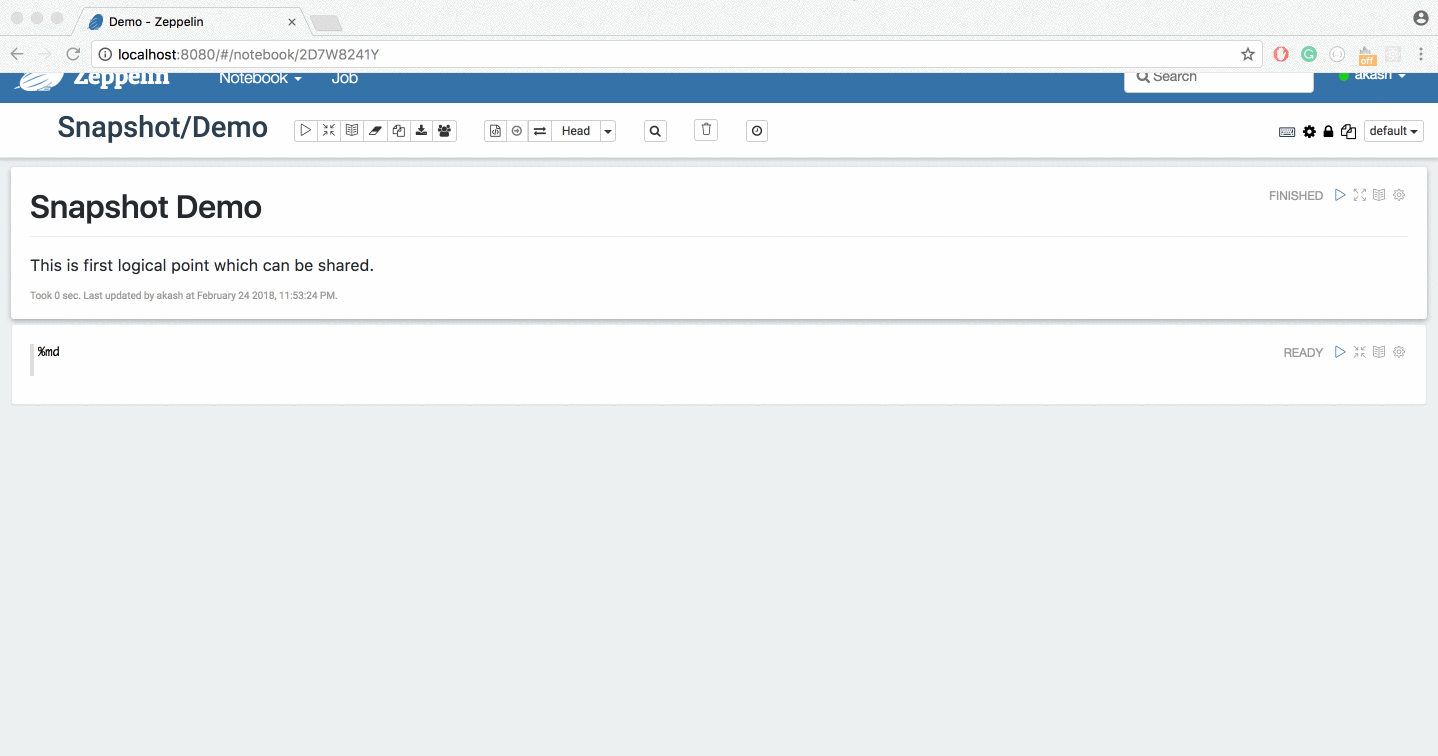 Demo - Zeppelin
localhost:8080/#/notebook/2D7W8241Y
off
Zeppelin Notebook Job Search akash
Snapshot/Demo Head default
Snapshot Demo FINISHED
This is first logical point which can be shared.
Took 0 sec. Last updated by akash at February 24 2018, 11:53:24 PM.
%md READY